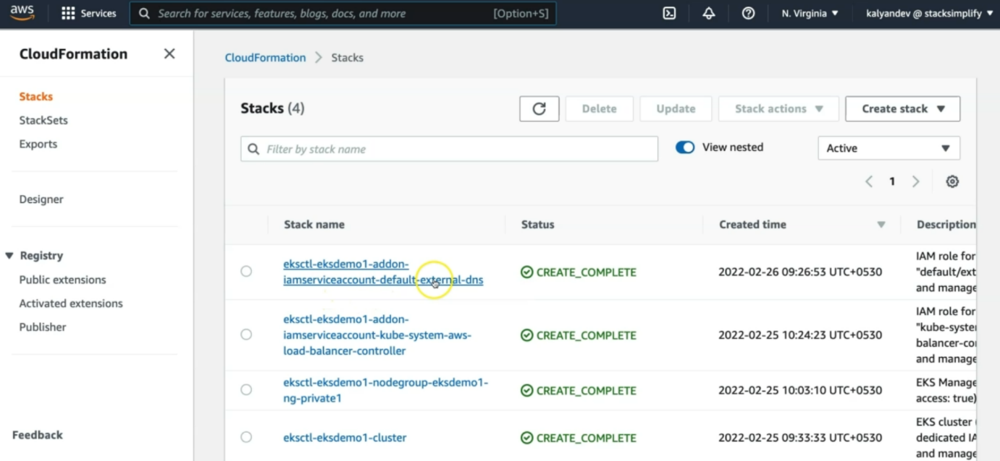 aws
Services
Search for services, features, blogs, docs, and more
[Option+S]
N. Virginia
kalyandev @ stacksimplify
CloudFormation
Stacks
StackSets
Exports
Designer
Registry
Public extensions
Activated extensions
Publisher
Feedback
CloudFormation
Stacks
Stacks (4)
Delete
Update
Stack actions
Create stack
Filter by stack name
View nested
Active
1
Stack name
Status
Created time
Description
eksctl-eksdemo1-addon-
iamserviceaccount-default-external-dns
CREATE_COMPLETE
2022-02-26 09:26:53 UTC+0530
IAM role for
"default/ext
and manage
eksctl-eksdemo1-addon-
iamserviceaccount-kube-system-aws-
load-balancer-controller
CREATE_COMPLETE
2022-02-25 10:24:23 UTC+0530
IAM role for
"kube-syste
balancer-co
and manage
eksctl-eksdemo1-nodegroup-eksdemo1-
ng-private1
CREATE_COMPLETE
2022-02-25 10:03:10 UTC+0530
EKS Manage
access: true)
eksctl-eksdemo1-cluster
CREATE_COMPLETE
2022-02-25 09:33:33 UTC+0530
EKS cluster (
dedicated IA
and manage